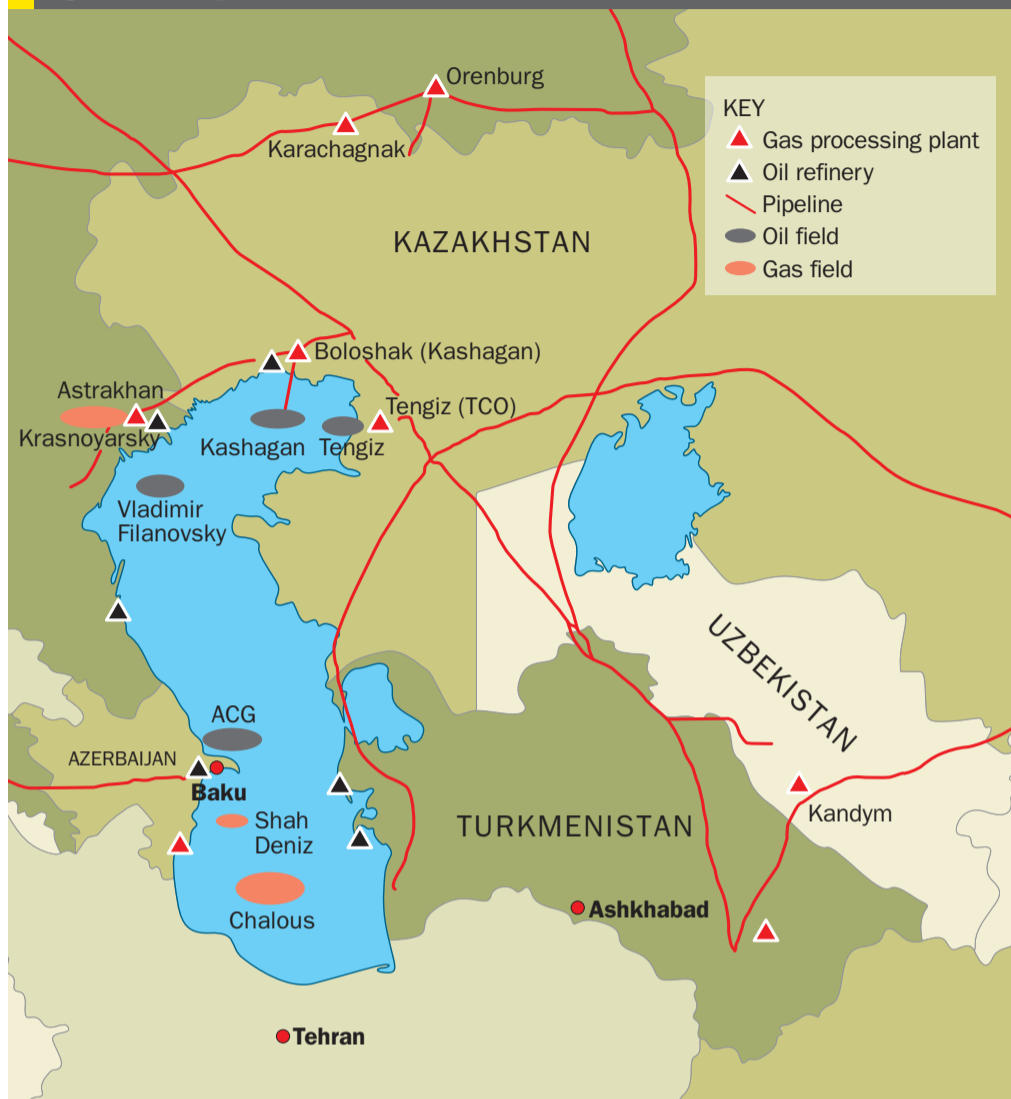 Orenburg
KEY
Gas processing plant
Karachagnak
Oil refinery
Pipeline
KAZAKHSTAN
Oil field
Gas field
Boloshak (Kashagan)
Astrakhan
Tengiz (TCO)
Krasnoyarsky
Kashagan
Tengiz
Vladimir
Filanovsky
UZBEKISTAN
ACG
AZERBAIJAN
Baku
Kandym
Shah
Deniz
TURKMENISTAN
Chalous
Ashkhabad
Tehran